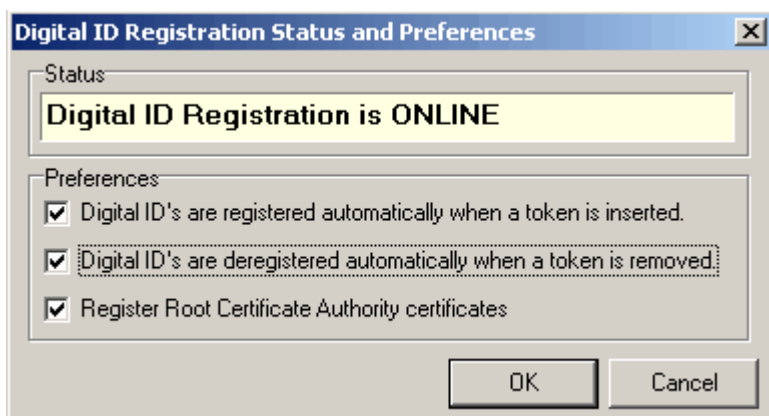 Digital ID Registration Status and Preferences
Status
Digital ID Registration is ONLINE
Preferences
Digital ID's are registered automatically when a token is inserted.
Digital ID's are deregistered automatically when a token is removed.
Register Root Certificate Authority certificates
OK Cancel